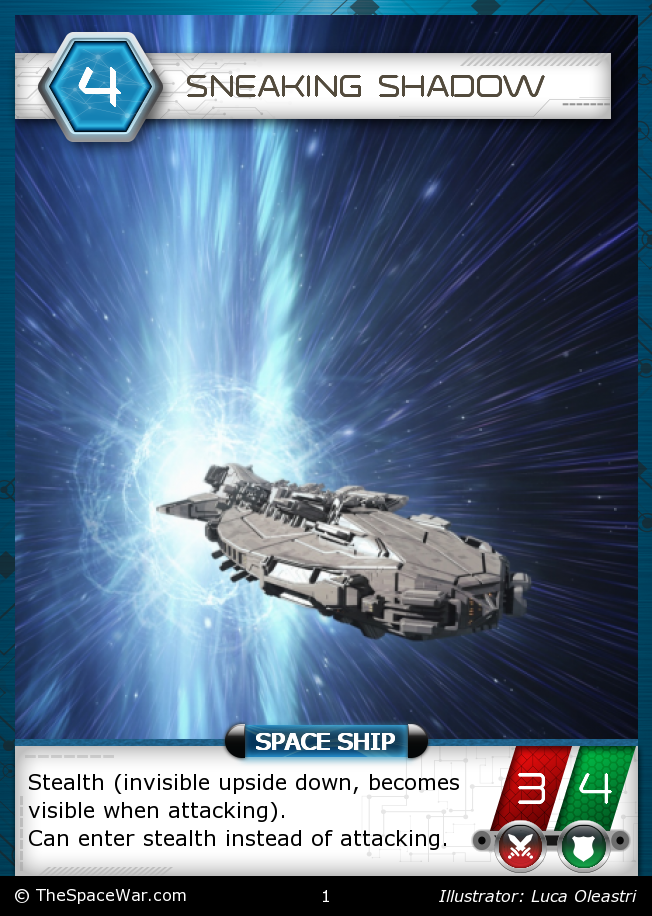 4
SNEAKING SHADOW
SPACE SHIP
Stealth (invisible upside down, becomes
visible when attacking).
Can enter stealth instead of attacking.
3
4
© TheSpaceWar.com
1
Illustrator: Luca Oleastri